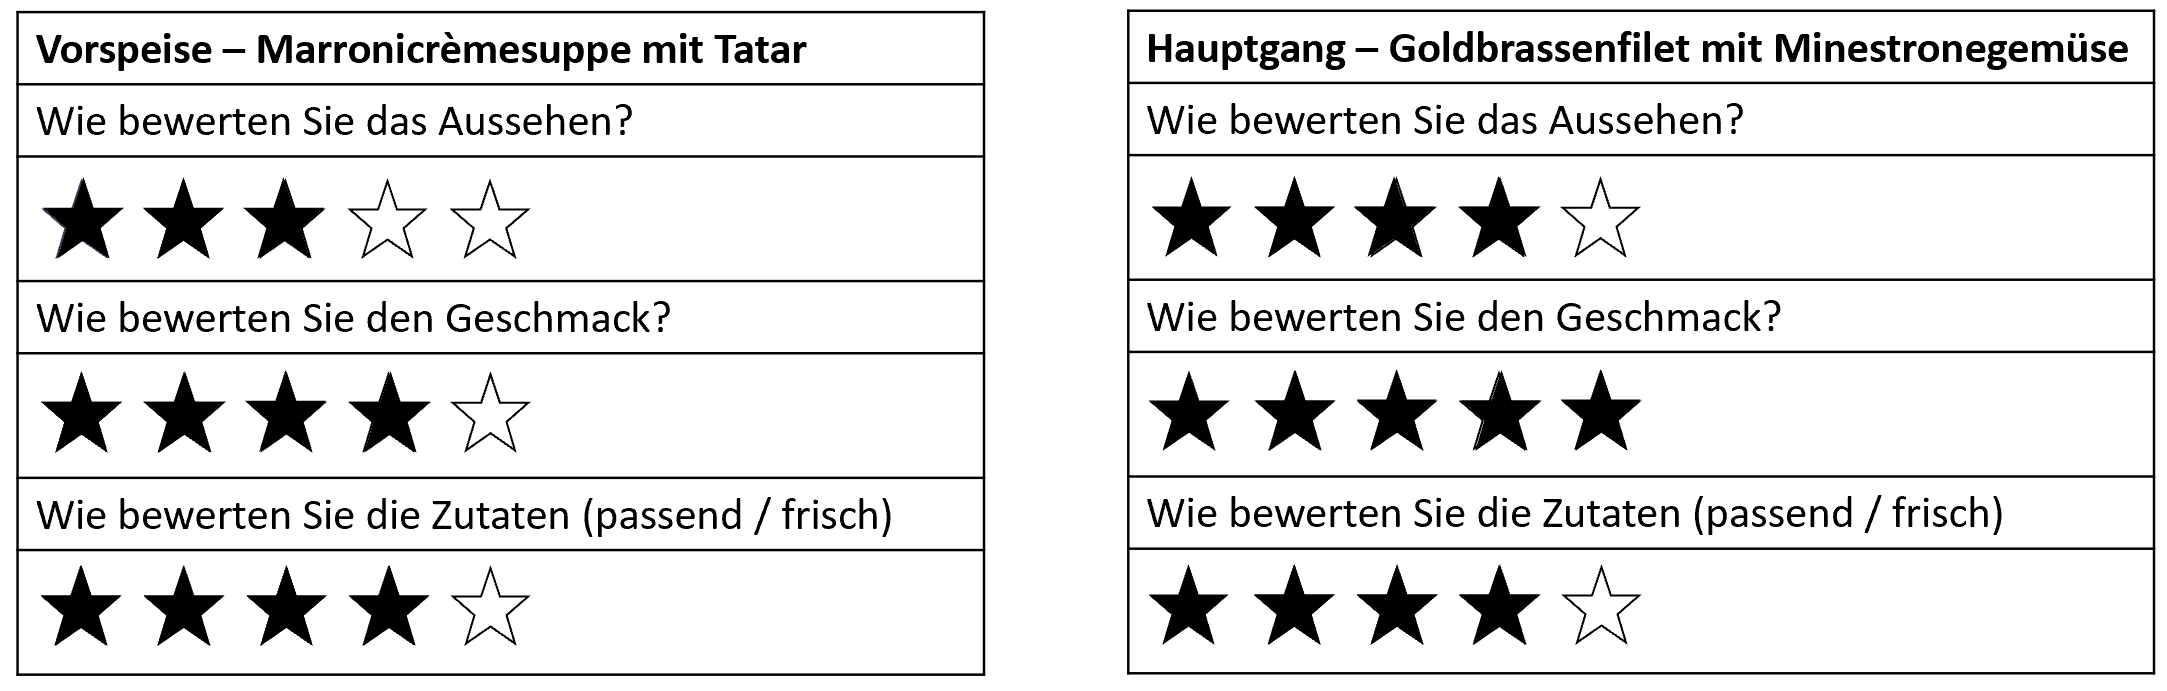 Vorspeise – Marronicrèmesuppe mit Tatar
Wie bewerten Sie das Aussehen?
Wie bewerten Sie den Geschmack?
Wie bewerten Sie die Zutaten (passend / frisch)
Hauptgang – Goldbrassenfilet mit Minestronegemüse
Wie bewerten Sie das Aussehen?
Wie bewerten Sie den Geschmack?
Wie bewerten Sie die Zutaten (passend / frisch)